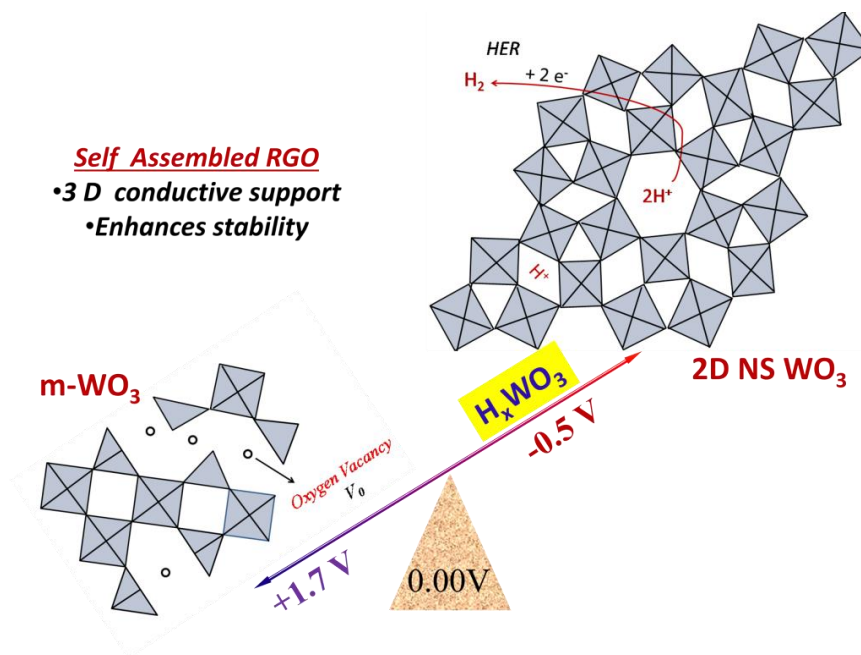 HER
+ 2 e⁻
H₂
Self Assembled RGO
•3 D conductive support
•Enhances stability
2H⁺
H⁺
m-WO₃
2D NS WO₃
HₓWO₃
-0.5 V
Oxygen Vacancy
V₀
+1.7 V
0.00V